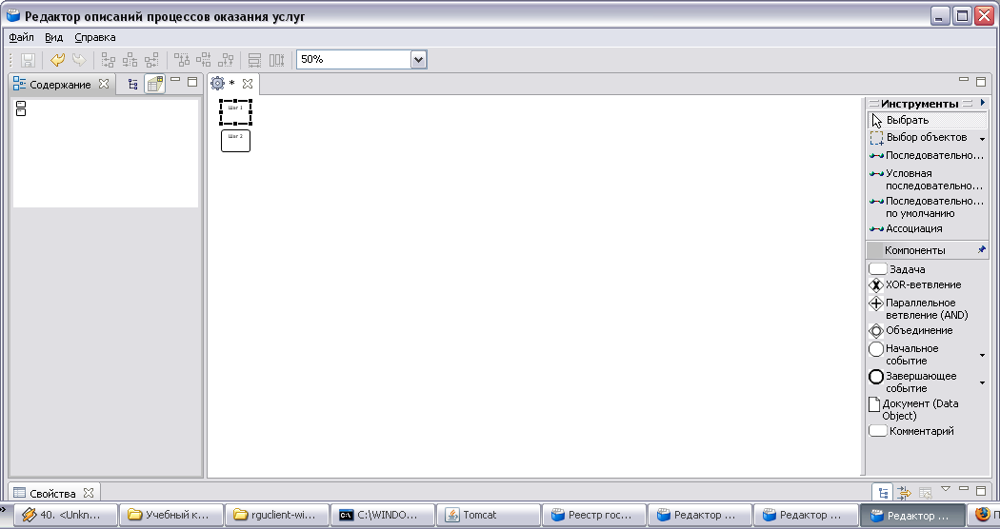 Редактор описаний процессов оказания услуг
Файл Вид Справка
50%
Содержание
*
Шаг 1
Шаг 2
Инструменты
Выбрать
Выбор объектов
Последовательно...
Условная
последовательно...
Последовательно...
по умолчанию
Ассоциация
Компоненты
Задача
XOR-ветвление
Параллельное
ветвление (AND)
Объединение
Начальное
событие
Завершающее
событие
Документ (Data
Object)
Комментарий
Свойства
» 40. <Unkn... Учебный к... rguclient-wi... C:\WINDO... Tomcat Реестр гос... Редактор ... Редактор ... Редактор ... П